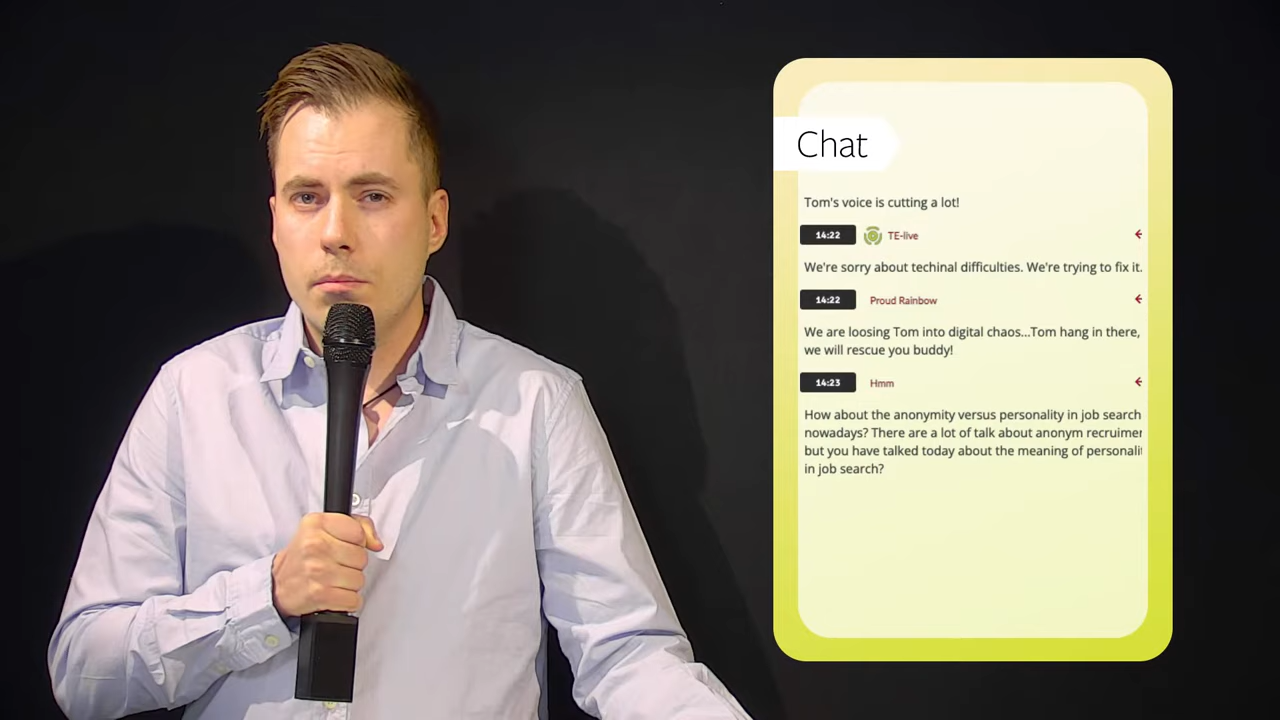 Chat
Tom's voice is cutting a lot!
14:22 TE-live
We're sorry about techinal difficulties. We're trying to fix it.
14:22 Proud Rainbow
We are loosing Tom into digital chaos...Tom hang in there,
we will rescue you buddy!
14:23 Hmm
How about the anonymity versus personality in job search
nowadays? There are a lot of talk about anonym recruimer
but you have talked today about the meaning of personalit
in job search?